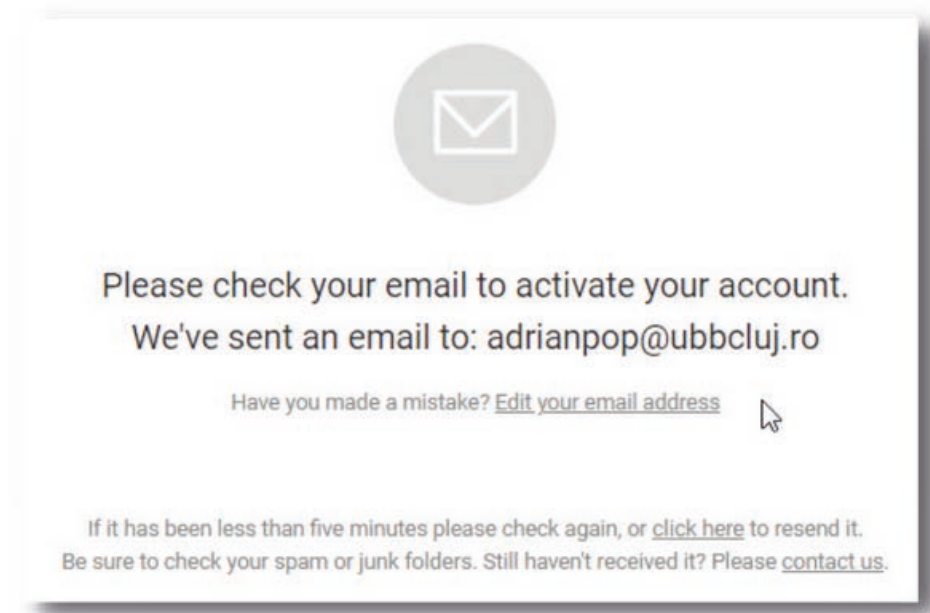 Please check your email to activate your account.
We've sent an email to: adrianpop@ubbcluj.ro
Have you made a mistake? Edit your email address
If it has been less than five minutes please check again, or click here to resend it.
Be sure to check your spam or junk folders. Still haven't received it? Please contact us.